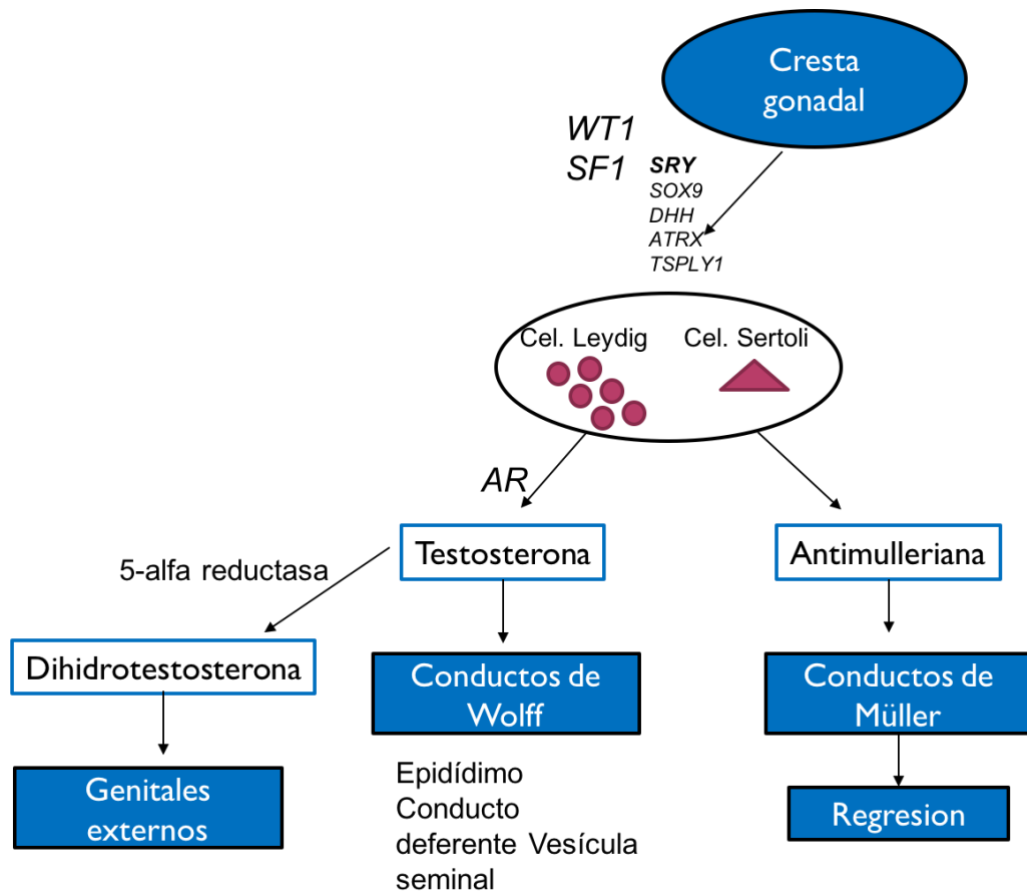 Cresta
gonadal
WT1
SF1
SRY
SOX9
DHH
ATRX
TSPLY1
Cel. Leydig
Cel. Sertoli
AR
5-alfa reductasa
Testosterona
Antimulleriana
Dihidrotestosterona
Conductos de
Wolff
Conductos de
Müller
Genitales
externos
Epidídimo
Conducto
deferente Vesícula
seminal
Regresion